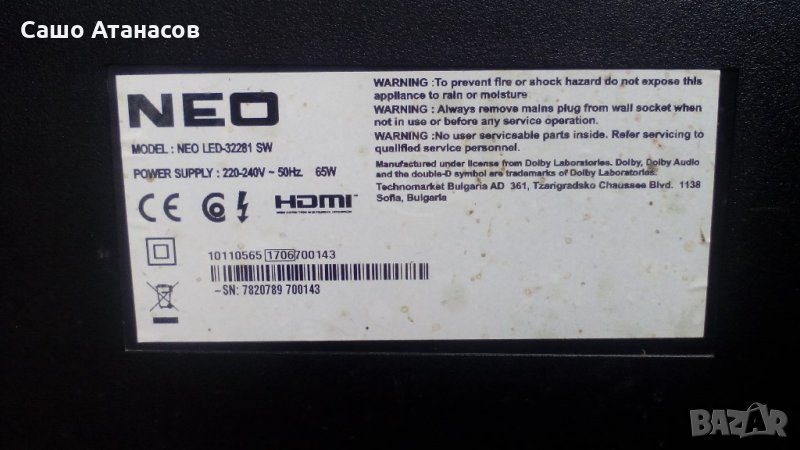 Сашо Атанасов
NEO
MODEL : NEO LED-32281 SW
POWER SUPPLY : 220-240V ~ 50Hz 65W
CE
HDMI
10110565 1706 700143
~SN: 7820789 700143
WARNING :To prevent fire or shock hazard do not expose this
appliance to rain or moisture
WARNING : Always remove mains plug from wall socket when
not in use or before any service operation.
WARNING :No user serviceable parts inside. Refer servicing to
qualified service personnel.
Manufactured under license from Dolby Laboratories. Dolby, Dolby Audio
and the double-D symbol are trademarks of Dolby Laboratories.
Technomarket Bulgaria AD 361, Tzarigradsko Chaussee Blvd. 1138
Sofia, Bulgaria
BAZAR